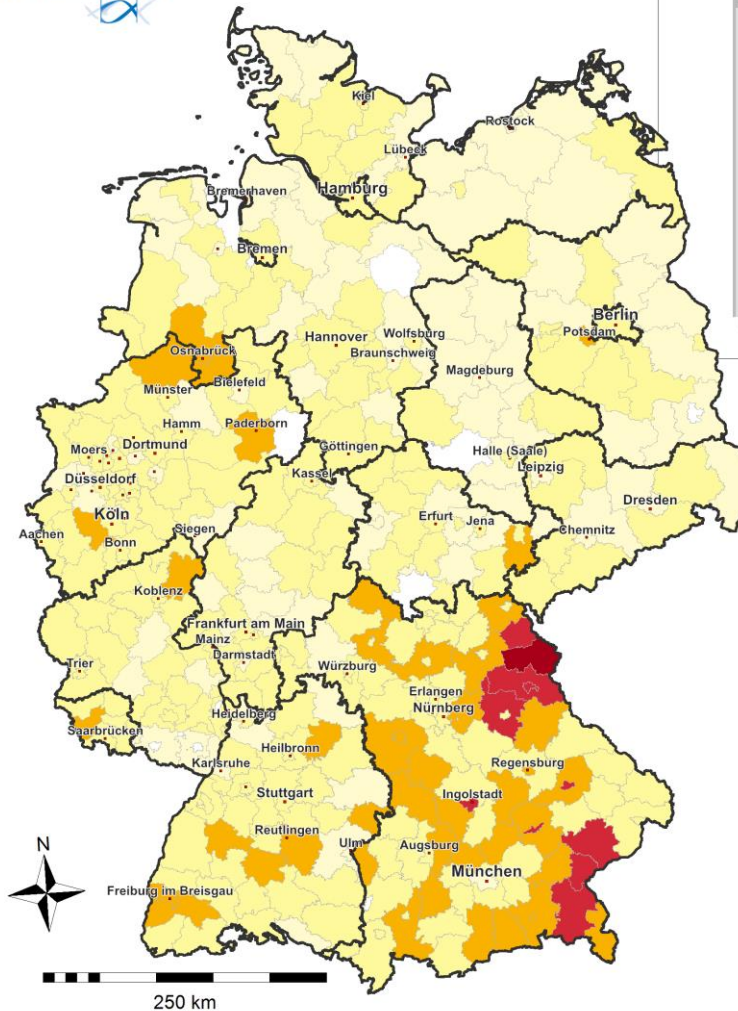 Kiel
Rostock
Lübeck
Bremerhaven
Hamburg
Bremen
Berlin
Hannover
Wolfsburg
Potsdam
Osnabrück
Braunschweig
Magdeburg
Münster
Bielefeld
Hamm
Paderborn
Moers
Dortmund
Göttingen
Halle (Saale)
Leipzig
Düsseldorf
Kassel
Dresden
Köln
Erfurt
Jena
Aachen
Siegen
Chemnitz
Bonn
Koblenz
Frankfurt am Main
Mainz
Darmstadt
Trier
Würzburg
Erlangen
Nürnberg
Heidelberg
Saarbrücken
Heilbronn
Karlsruhe
Regensburg
Stuttgart
Ingolstadt
Reutlingen
Ulm
Augsburg
N
München
Freiburg im Breisgau
250 km